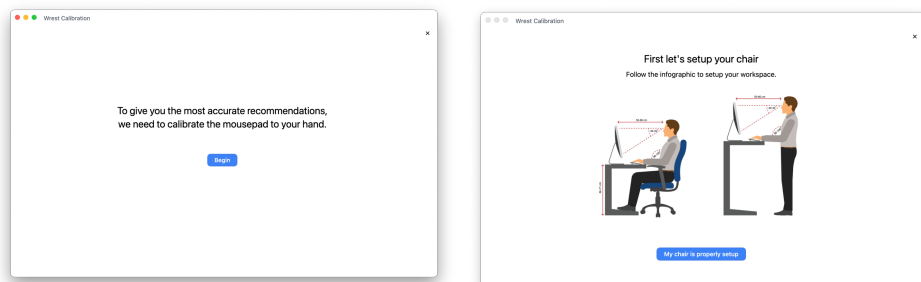 Wrest Calibration
×
To give you the most accurate recommendations,
we need to calibrate the mousepad to your hand.
Begin
Wrest Calibration
×
First let's setup your chair
Follow the infographic to setup your workspace.
My chair is properly setup